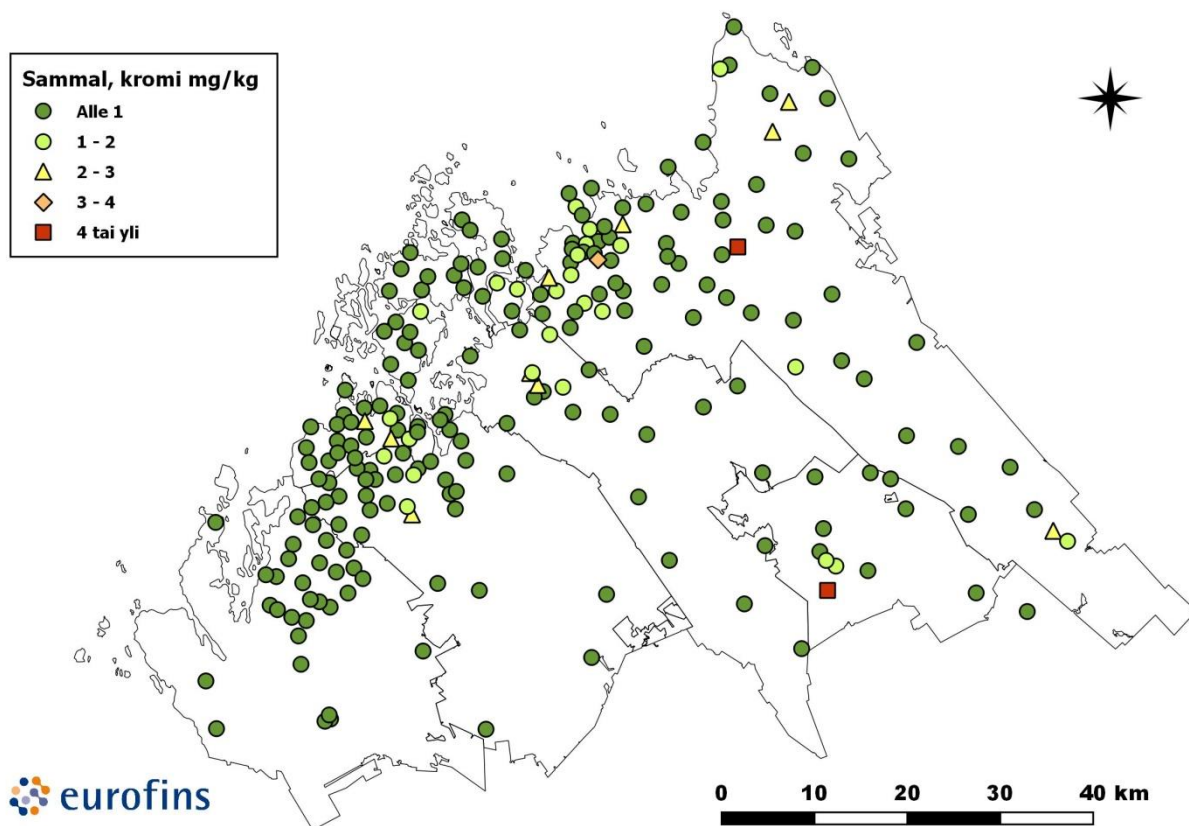 Sammal, kromi mg/kg
Alle 1
1 - 2
2 - 3
3 - 4
4 tai yli
eurofins
0 10 20 30 40 km